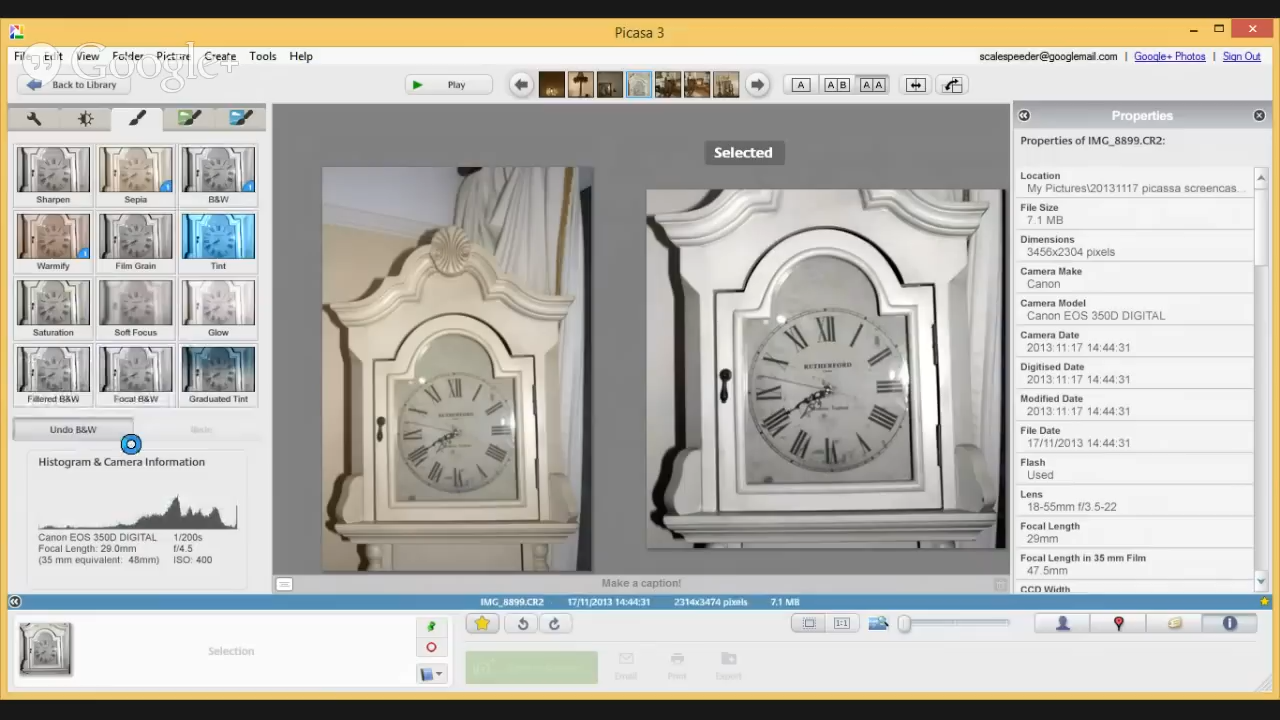 Picasa 3
File Edit View Folder Picture Create Tools Help
Google+
scalespeeder@googlemail.com | Google+ Photos | Sign Out
Back to Library
Play
A
A B
A A
Sharpen
Sepia
B&W
Warmify
Film Grain
Tint
Saturation
Soft Focus
Glow
Filtered B&W
Focal B&W
Graduated Tint
Undo B&W
Histogram & Camera Information
Canon EOS 350D DIGITAL 1/200s
Focal Length: 29.0mm f/4.5
(35 mm equivalent: 48mm) ISO: 400
Selected
XII
RUTHERFORD
RUTHERFORD
Make a caption!
Properties
Properties of IMG_8899.CR2:
Location
My Pictures\20131117 picassa screencas...
File Size
7.1 MB
Dimensions
3456x2304 pixels
Camera Make
Canon
Camera Model
Canon EOS 350D DIGITAL
Camera Date
2013:11:17 14:44:31
Digitised Date
2013:11:17 14:44:31
Modified Date
2013:11:17 14:44:31
File Date
17/11/2013 14:44:31
Flash
Used
Lens
18-55mm f/3.5-22
Focal Length
29mm
Focal Length in 35 mm Film
47.5mm
CCD Width
IMG_8899.CR2 17/11/2013 14:44:31 2314x3474 pixels 7.1 MB
Selection
1:1
Email
Print
Export